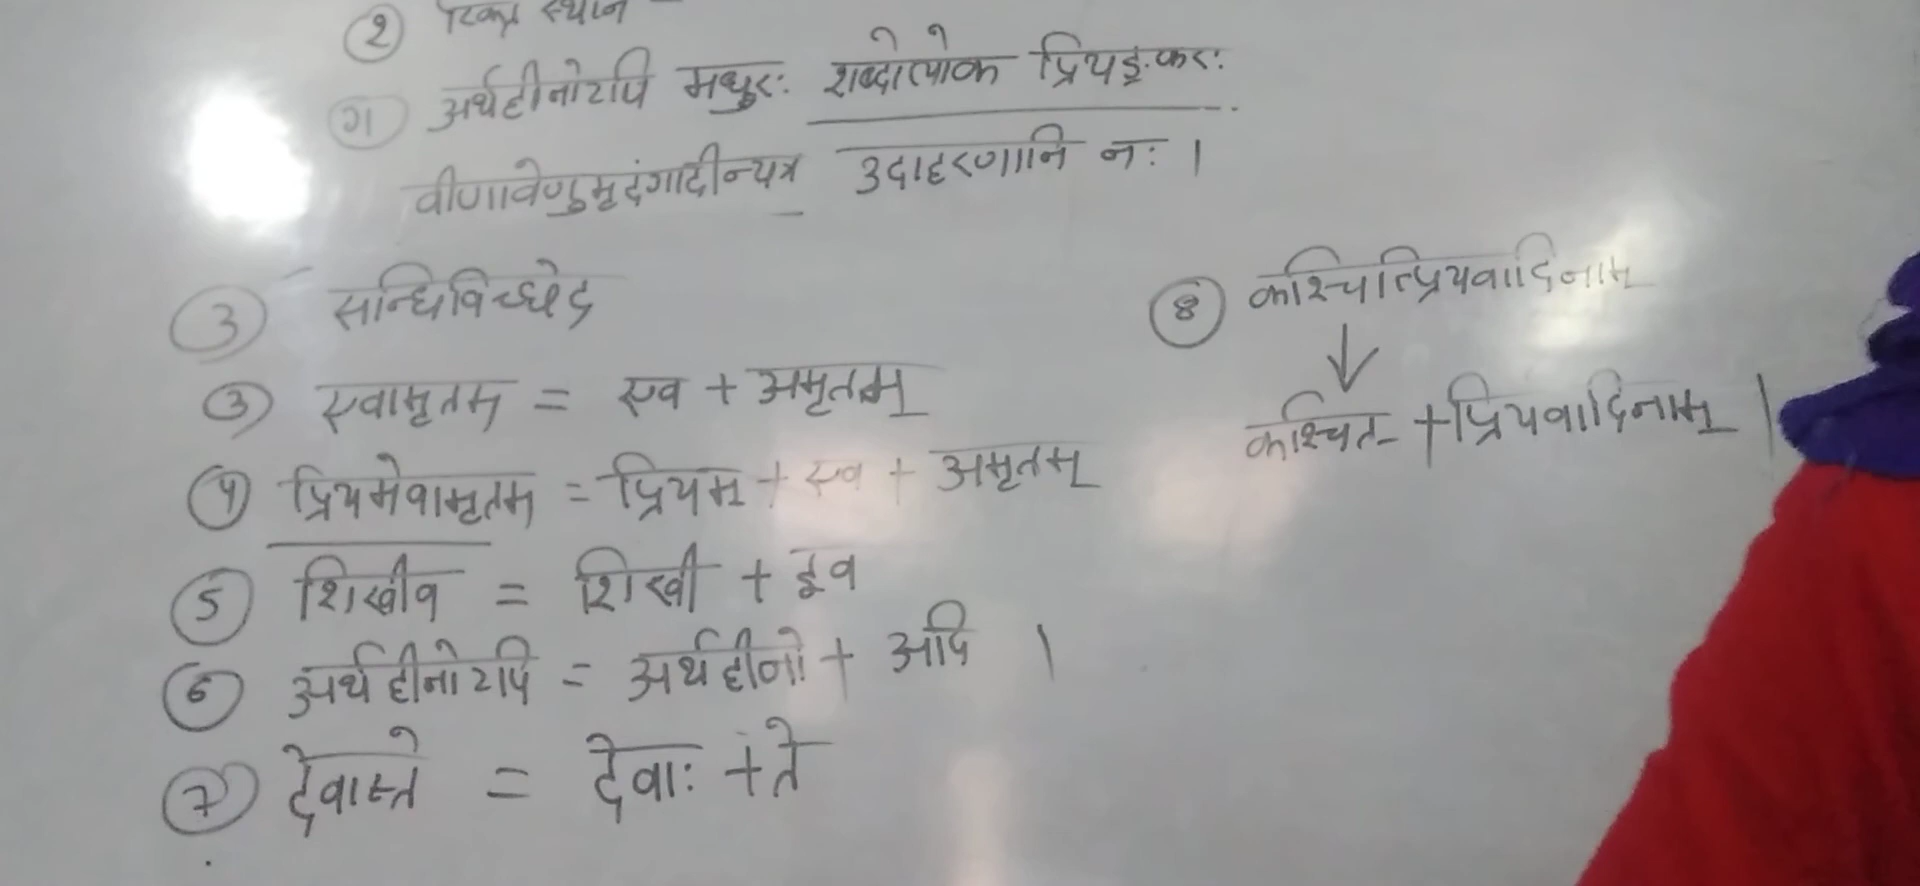 २ रिक्त स्थान
ग) अर्थहीनोऽपि मधुरः शब्दोलोक प्रियङ्करः
वीणावेणुमृदंगादीन्यत्र उदाहरणानि नः ।
3 सन्धिविच्छेद
③ एवामृतम् = एव + अमृतम्
④ प्रियमेवामृतम् = प्रियम् + एव + अमृतम्
5 शिखीव = शिखी + इव
6 अर्थहीनोऽपि = अर्थहीनो + अपि ।
7 देवास्ते = देवाः + ते
8 कश्चित्प्रियवादिनाम्
↓
कश्चित् + प्रियवादिनाम् ।